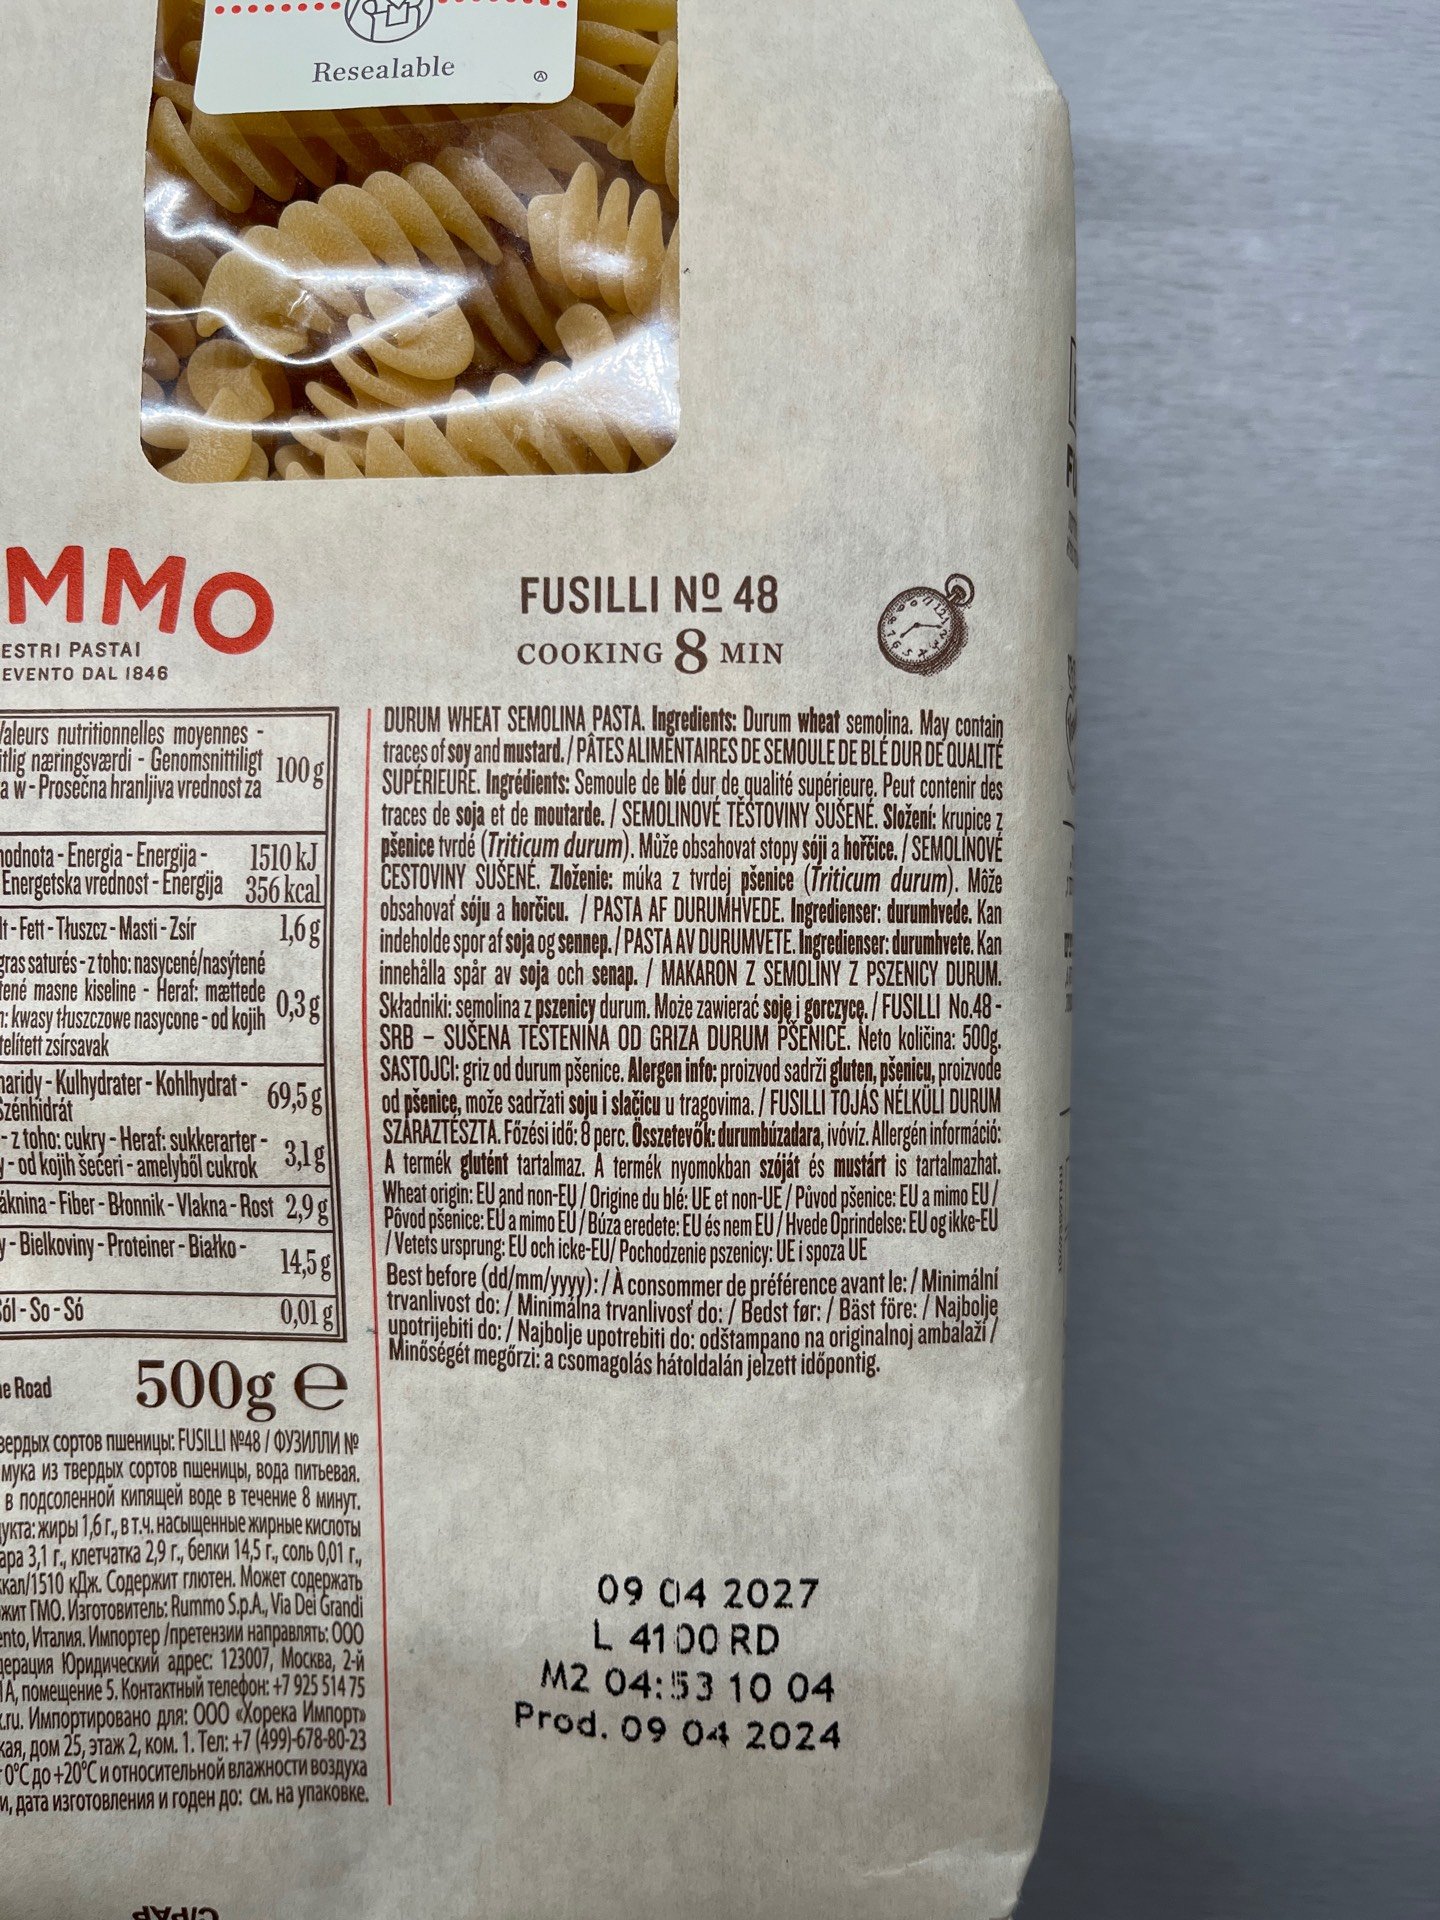 Resealable
MMO
ESTRI PASTAI
EVENTO DAL 1846
FUSILLI Nº 48
COOKING 8 MIN
Valeurs nutritionnelles moyennes -
næringsværdi - Genomsnittiligt
a w - Prosečna hranljiva vrednost za
100 g
hodnota - Energia - Energija -
Energetska vrednost - Energija
1510 kJ
356 kcal
Fett - Tłuszcz - Masti - Zsír
1,6 g
gras saturés - z toho: nasycené/nasýtené
masne kiseline - Heraf: mættede
kwasy tłuszczowe nasycone - od kojih
telített zsírsavak
0,3 g
haridy - Kulhydrater - Kohlhydrat -
Szénhidrát
69,5 g
- z toho: cukry - Heraf: sukkerarter -
y - od kojih šećeri - amelyből cukrok
3,1 g
áknina - Fiber - Błonnik - Vlakna - Rost
2,9 g
y - Bielkoviny - Proteiner - Białko -
14,5 g
Sól - So - Só
0,01 g
Road
500g e
DURUM WHEAT SEMOLINA PASTA. Ingredients: Durum wheat semolina. May contain
traces of soy and mustard. / PÂTES ALIMENTAIRES DE SEMOULE DE BLÉ DUR DE QUALITÉ
SUPÉRIEURE. Ingrédients: Semoule de blé dur de qualité supérieure. Peut contenir des
traces de soja et de moutarde. / SEMOLINOVÉ TĚSTOVINY SUŠENÉ. Složení: krupice z
pšenice tvrdé (Triticum durum). Může obsahovat stopy sóji a hořčice. / SEMOLINOVÉ
CESTOVINY SUŠENÉ. Zloženie: múka z tvrdej pšenice (Triticum durum). Môže
obsahovať sóju a horčicu. / PASTA AF DURUMHVEDE. Ingredienser: durumhvede. Kan
indeholde spor af soja og sennep. / PASTA AV DURUMVETE. Ingredienser: durumhvete. Kan
innehålla spår av soja och senap. / MAKARON Z SEMOLINY Z PSZENICY DURUM.
Składniki: semolina z pszenicy durum. Może zawierać soję i gorczycę. / FUSILLI No.48 -
SRB – SUŠENA TESTENINA OD GRIZA DURUM PŠENICE. Neto količina: 500g.
SASTOJCI: griz od durum pšenice. Alergen info: proizvod sadrži gluten, pšenicu, proizvode
od pšenice, može sadržati soju i slačicu u tragovima. / FUSILLI TOJÁS NÉLKÜLI DURUM
SZÁRAZTÉSZTA. Főzési idő: 8 perc. Összetevők: durumbúzadara, ivóvíz. Allergén információ:
A termék glutént tartalmaz. A termék nyomokban szóját és mustárt is tartalmazhat.
Wheat origin: EU and non-EU / Origine du blé: UE et non-UE / Původ pšenice: EU a mimo EU /
Pôvod pšenice: EÚ a mimo EÚ / Búza eredete: EU és nem EU / Hvede Oprindelse: EU og ikke-EU
/ Vetets ursprung: EU och icke-EU/ Pochodzenie pszenicy: UE i spoza UE
Best before (dd/mm/yyyy): / À consommer de préférence avant le: / Minimální
trvanlivost do: / Minimálna trvanlivosť do: / Bedst før: / Bäst före: / Najbolje
upotrijebiti do: / Najbolje upotrebiti do: odštampano na originalnoj ambalaži /
Minőségét megőrzi: a csomagolás hátoldalán jelzett időpontig.
вердых сортов пшеницы: FUSILLI №48 / ФУЗИЛЛИ №
мука из твердых сортов пшеницы, вода питьевая.
в подсоленной кипящей воде в течение 8 минут.
укта: жиры 1,6 г., в т.ч. насыщенные жирные кислоты
ара 3,1 г., клетчатка 2,9 г., белки 14,5 г., соль 0,01 г.,
ккал/1510 кДж. Содержит глютен. Может содержать
жит ГМО. Изготовитель: Rummo S.p.A., Via Dei Grandi
ento, Италия. Импортер /претензии направлять: ООО
дерация Юридический адрес: 123007, Москва, 2-й
1А, помещение 5. Контактный телефон: +7 925 514 75
.ru. Импортировано для: ООО «Хорека Импорт»
кая, дом 25, этаж 2, ком. 1. Тел: +7 (499)-678-80-23
0°С до +20°С и относительной влажности воздуха
и, дата изготовления и годен до: см. на упаковке.
09 04 2027
L 4100 RD
M2 04:53 10 04
Prod. 09 04 2024
C/PAP